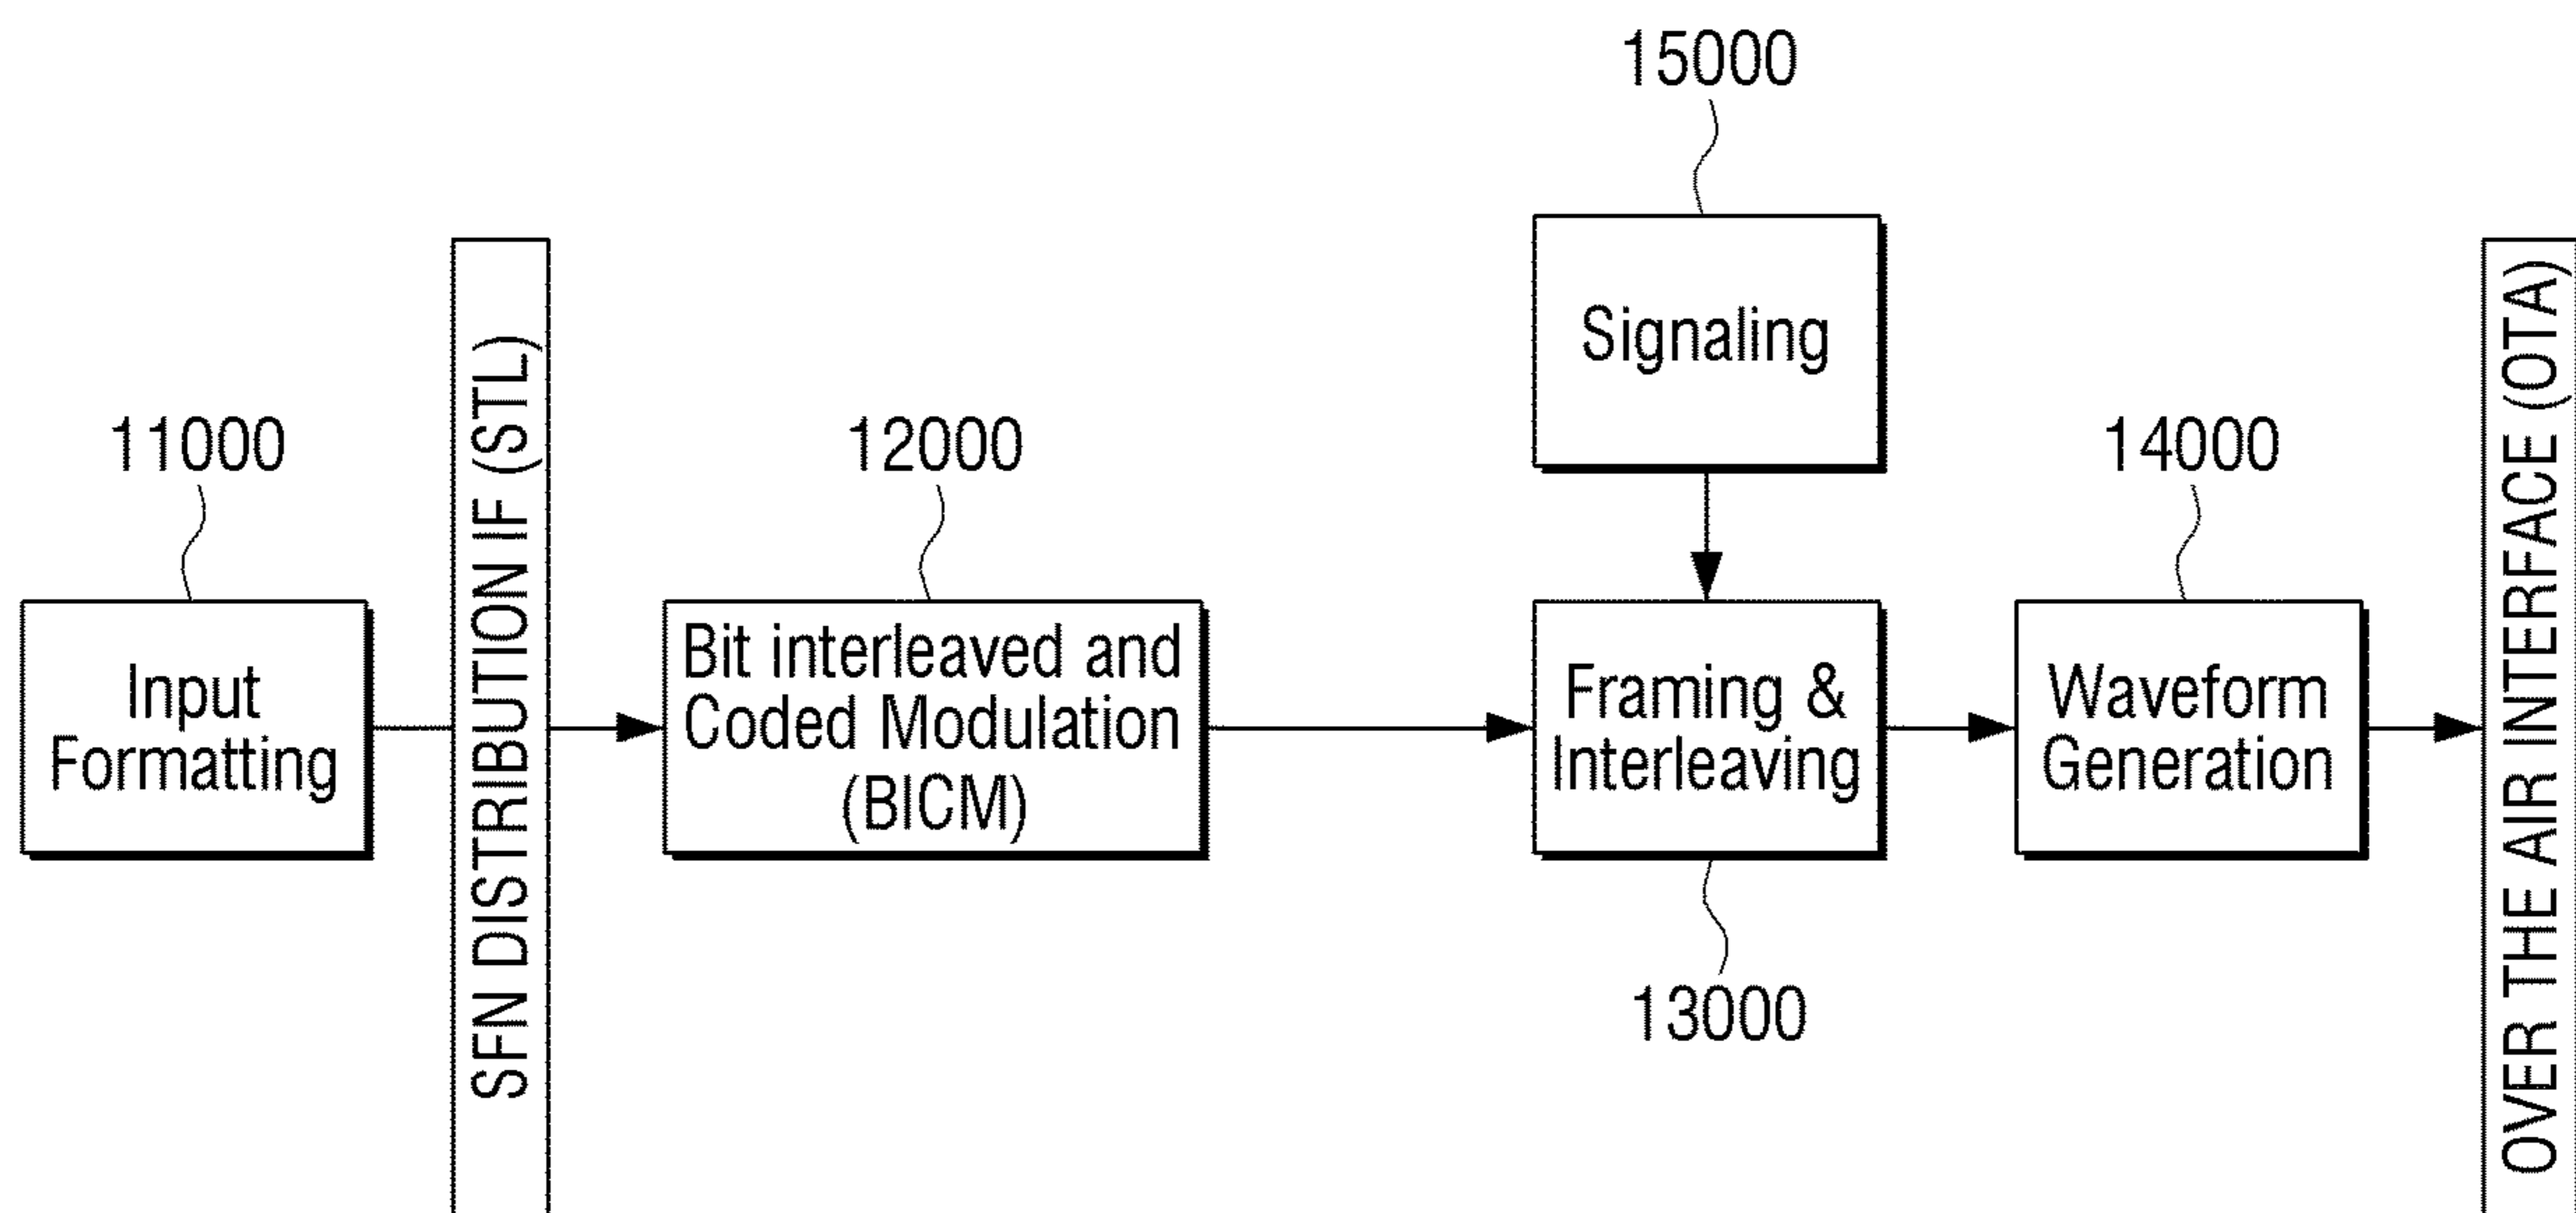 15000
Signaling
11000
Input
Formatting
SFN DISTRIBUTION IF (STL)
12000
Bit interleaved and
Coded Modulation
(BICM)
Framing &
Interleaving
13000
14000
Waveform
Generation
OVER THE AIR INTERFACE (OTA)